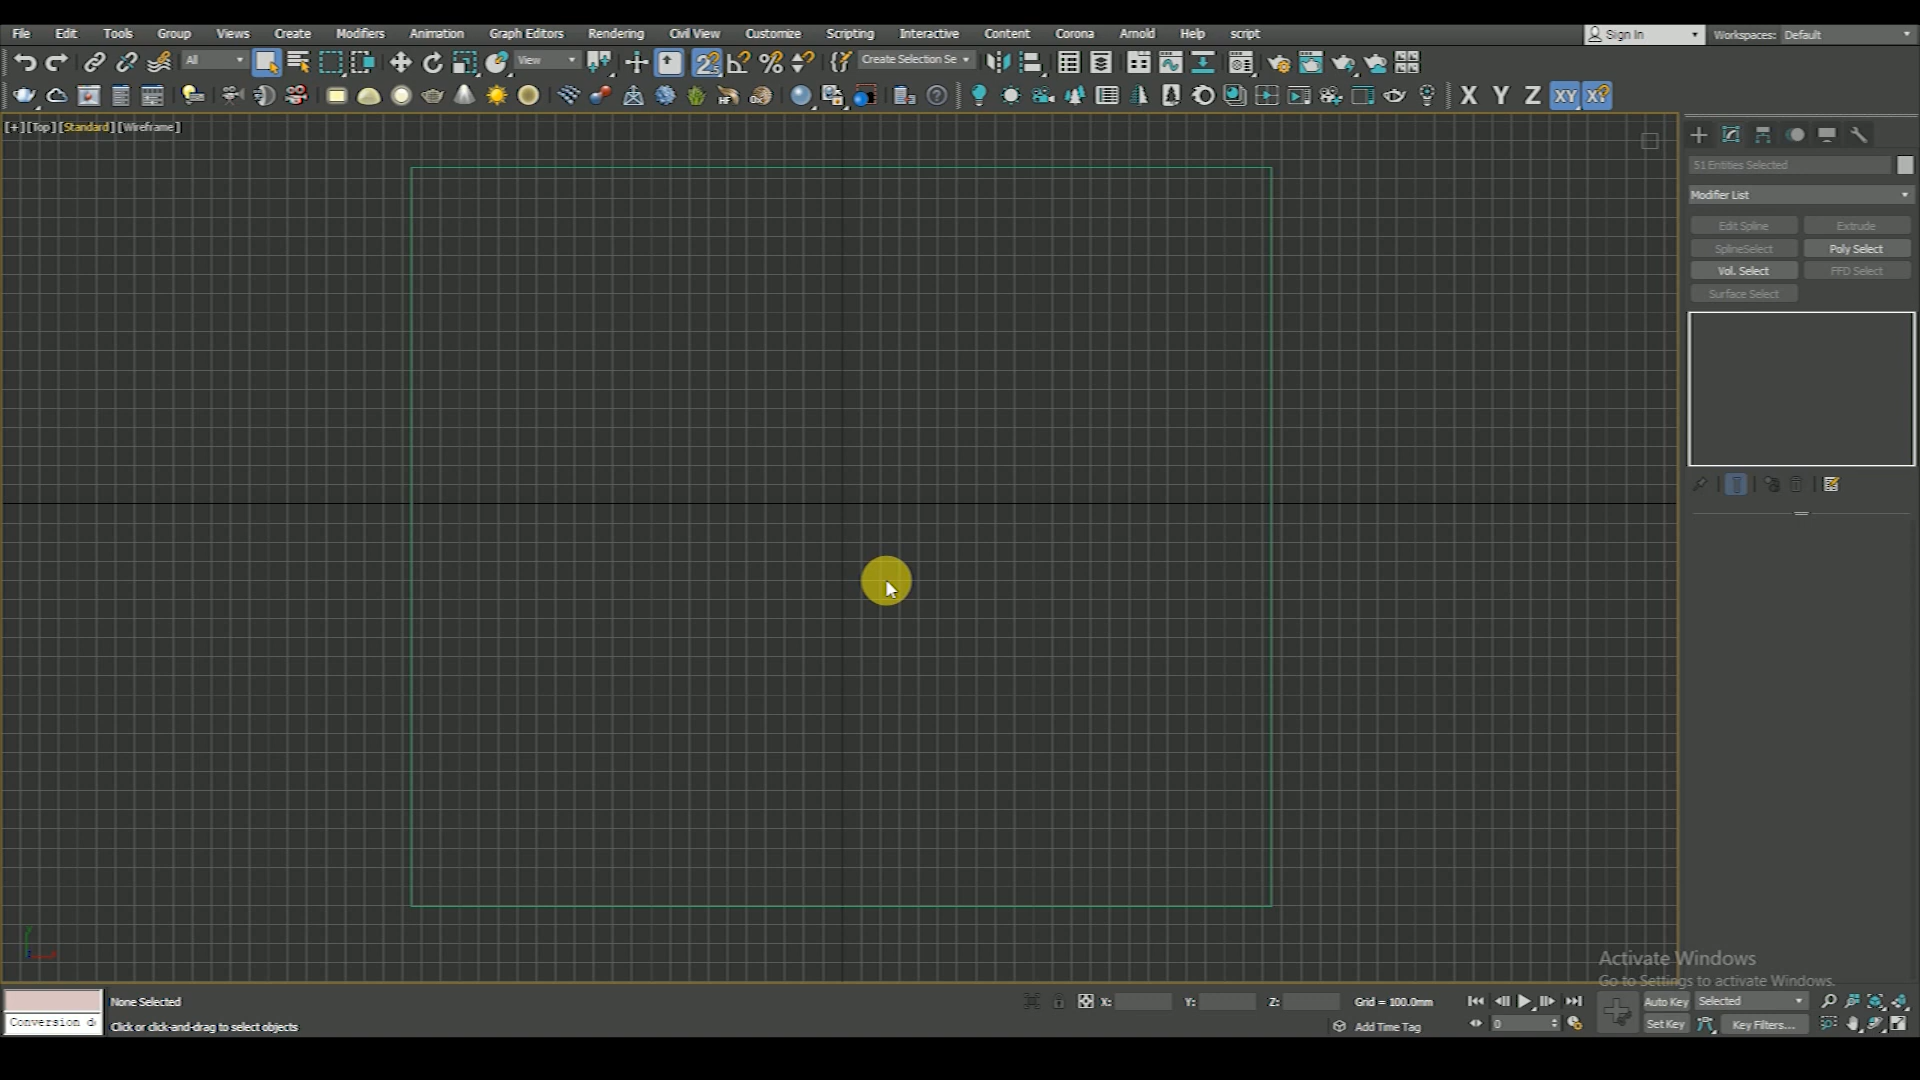 File Edit Tools Group Views Create Modifiers Animation Graph Editors Rendering Civil View Customize Scripting Interactive Content Corona Arnold Help script Sign In Workspaces: Default
All View Create Selection Se
X Y Z XY XY
[+] [Top] [Standard] [Wireframe]
51 Entities Selected
Modifier List
Edit Spline Extrude
SplineSelect Poly Select
Vol. Select FFD Select
Surface Select
Activate Windows
Go to Settings to activate Windows.
None Selected X: Y: Z: Grid = 100.0mm Auto Key Selected
Conversion d Click or click-and-drag to select objects Add Time Tag 0 Set Key Key Filters...